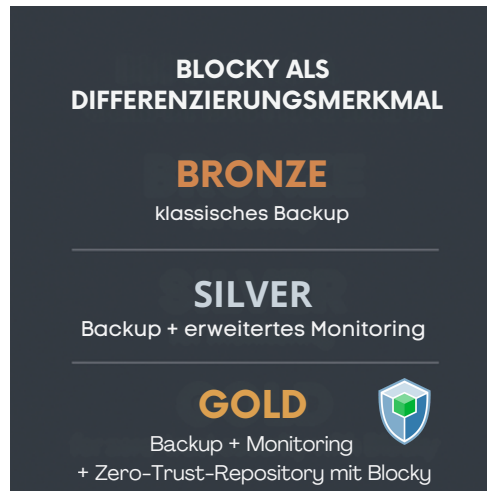 BLOCKY ALS
DIFFERENZIERUNGSMERKMAL
BRONZE
klassisches Backup
SILVER
Backup + erweitertes Monitoring
GOLD
Backup + Monitoring
+ Zero-Trust-Repository mit Blocky